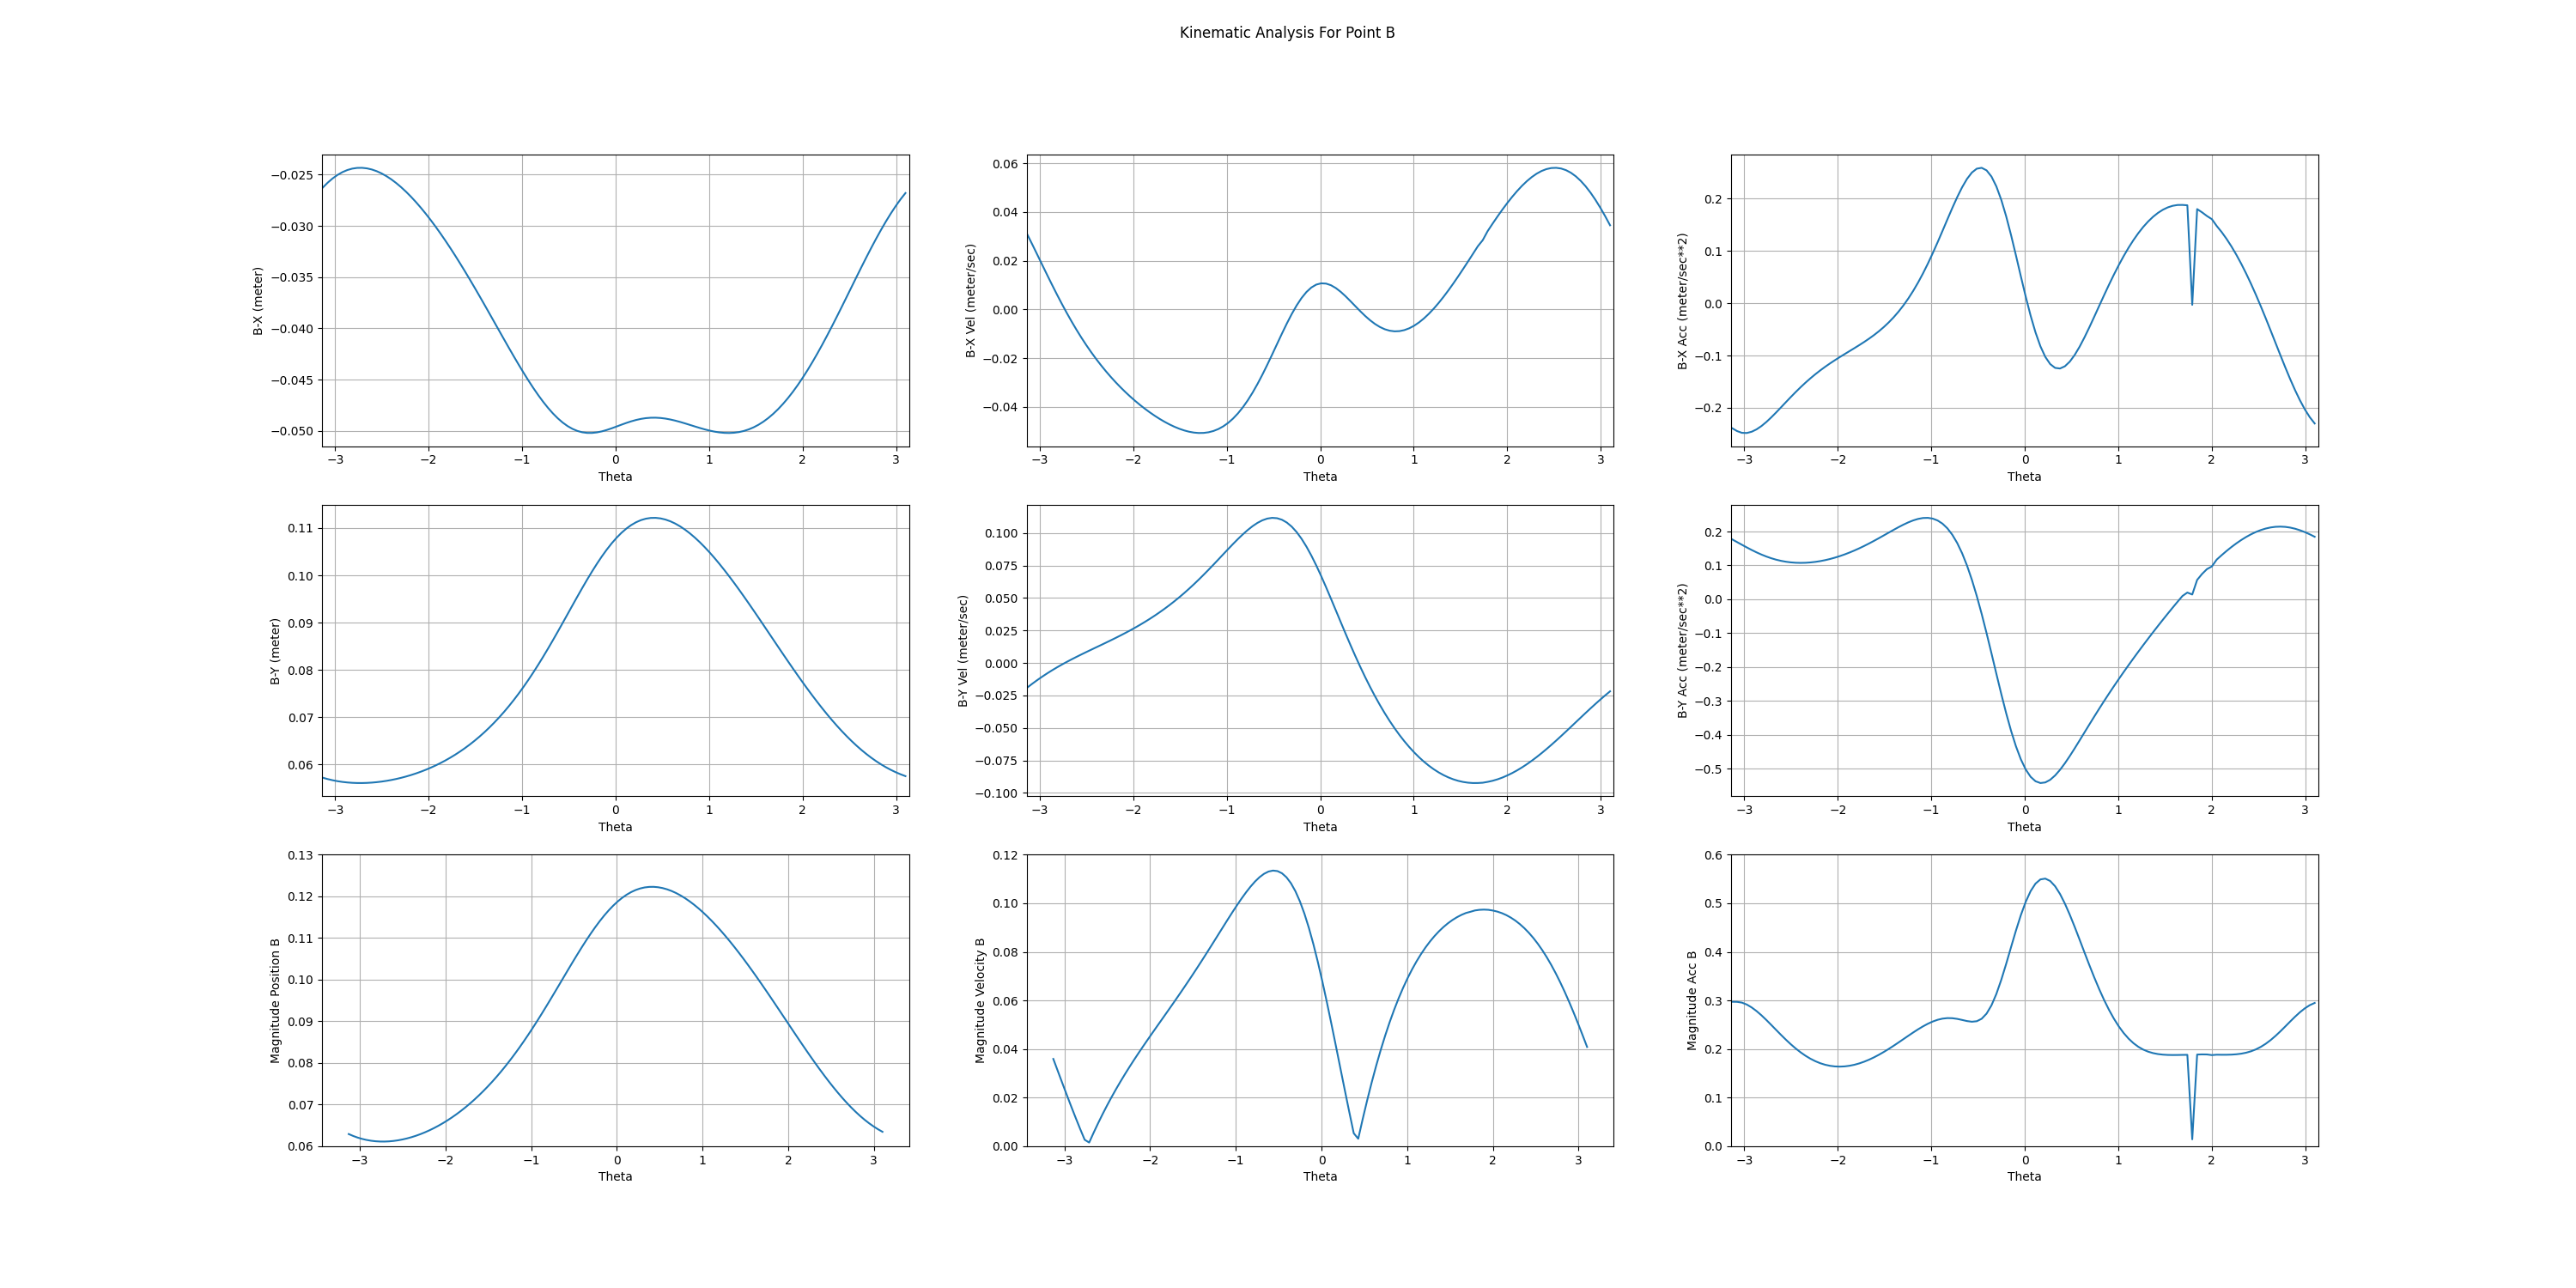 Kinematic Analysis For Point B
B-X (meter)
−0.025
−0.030
−0.035
−0.040
−0.045
−0.050
−3 −2 −1 0 1 2 3
Theta
B-X Vel (meter/sec)
0.06
0.04
0.02
0.00
−0.02
−0.04
−3 −2 −1 0 1 2 3
Theta
B-X Acc (meter/sec**2)
0.2
0.1
0.0
−0.1
−0.2
−3 −2 −1 0 1 2 3
Theta
B-Y (meter)
0.11
0.10
0.09
0.08
0.07
0.06
−3 −2 −1 0 1 2 3
Theta
B-Y Vel (meter/sec)
0.100
0.075
0.050
0.025
0.000
−0.025
−0.050
−0.075
−0.100
−3 −2 −1 0 1 2 3
Theta
B-Y Acc (meter/sec**2)
0.2
0.1
0.0
−0.1
−0.2
−0.3
−0.4
−0.5
−3 −2 −1 0 1 2 3
Theta
Magnitude Position B
0.13
0.12
0.11
0.10
0.09
0.08
0.07
0.06
−3 −2 −1 0 1 2 3
Theta
Magnitude Velocity B
0.12
0.10
0.08
0.06
0.04
0.02
0.00
−3 −2 −1 0 1 2 3
Theta
Magnitude Acc B
0.6
0.5
0.4
0.3
0.2
0.1
0.0
−3 −2 −1 0 1 2 3
Theta